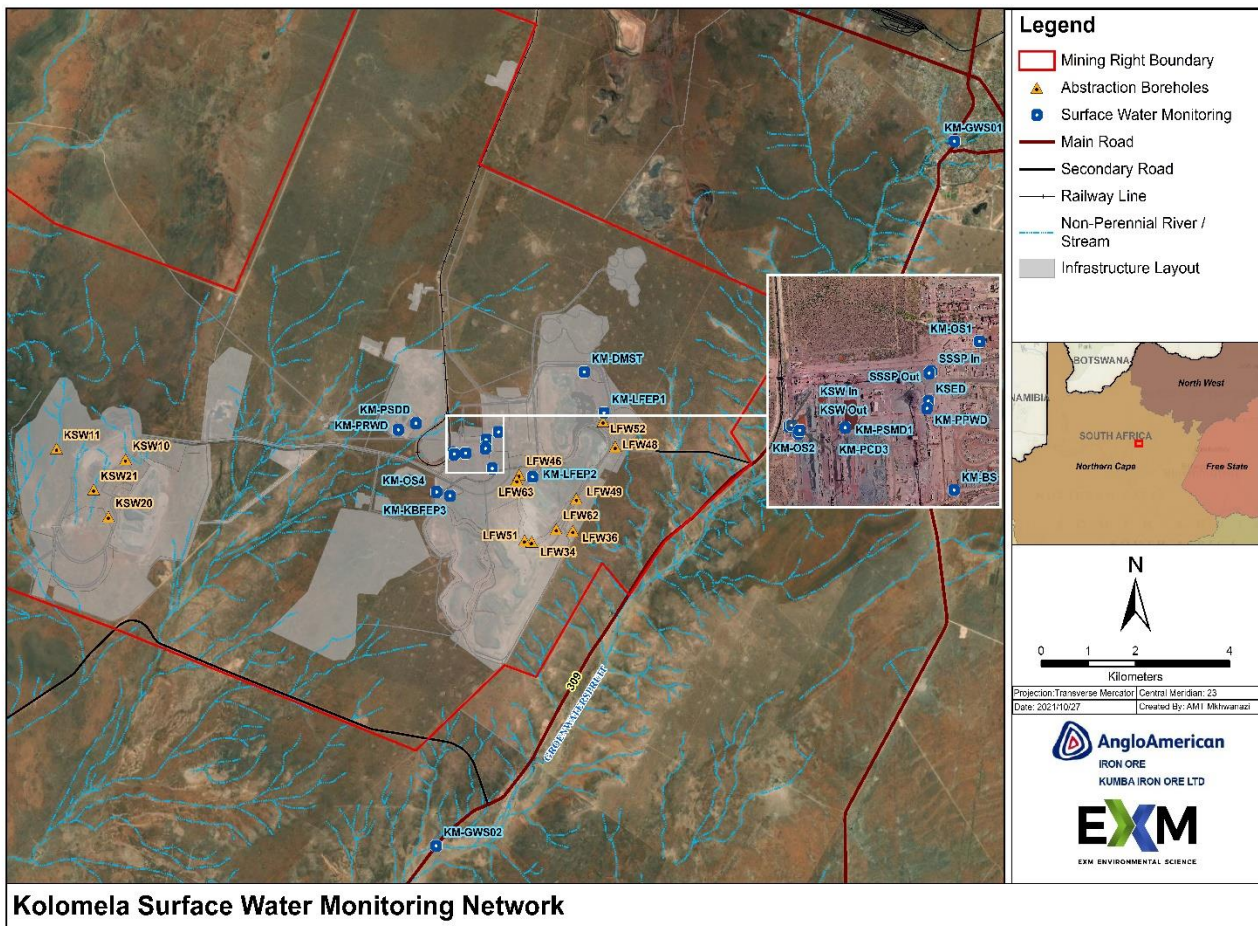 KM-GWS01
KM-DMST
KM-LFEP1
KM-PSDD
KM-PRWD
LFW52
LFW48
KSW11
KSW10
KSW21
KSW20
LFW46
KM-LFEP2
LFW63
KM-OS4
KM-KBFEP3
LFW49
LFW62
LFW51
LFW36
LFW34
KM-OS1
SSSP In
SSSP Out
KSED
KSW In
KSW Out
KM-PPWD
KM-PSMD1
KM-OS2
KM-PCD3
KM-BS
309
GROENWATERSPRUIT
KM-GWS02
Legend
Mining Right Boundary
Abstraction Boreholes
Surface Water Monitoring
Main Road
Secondary Road
Railway Line
Non-Perennial River /
Stream
Infrastructure Layout
BOTSWANA
NAMIBIA
North West
SOUTH AFRICA
Northern Cape
Free State
N
0 1 2 4
Kilometers
Projection:Transverse Mercator Central Meridian: 23
Date: 2021/10/27 Created By: AMT Mkhwanazi
AngloAmerican
IRON ORE
KUMBA IRON ORE LTD
EXM
EXM ENVIRONMENTAL SCIENCE
Kolomela Surface Water Monitoring Network